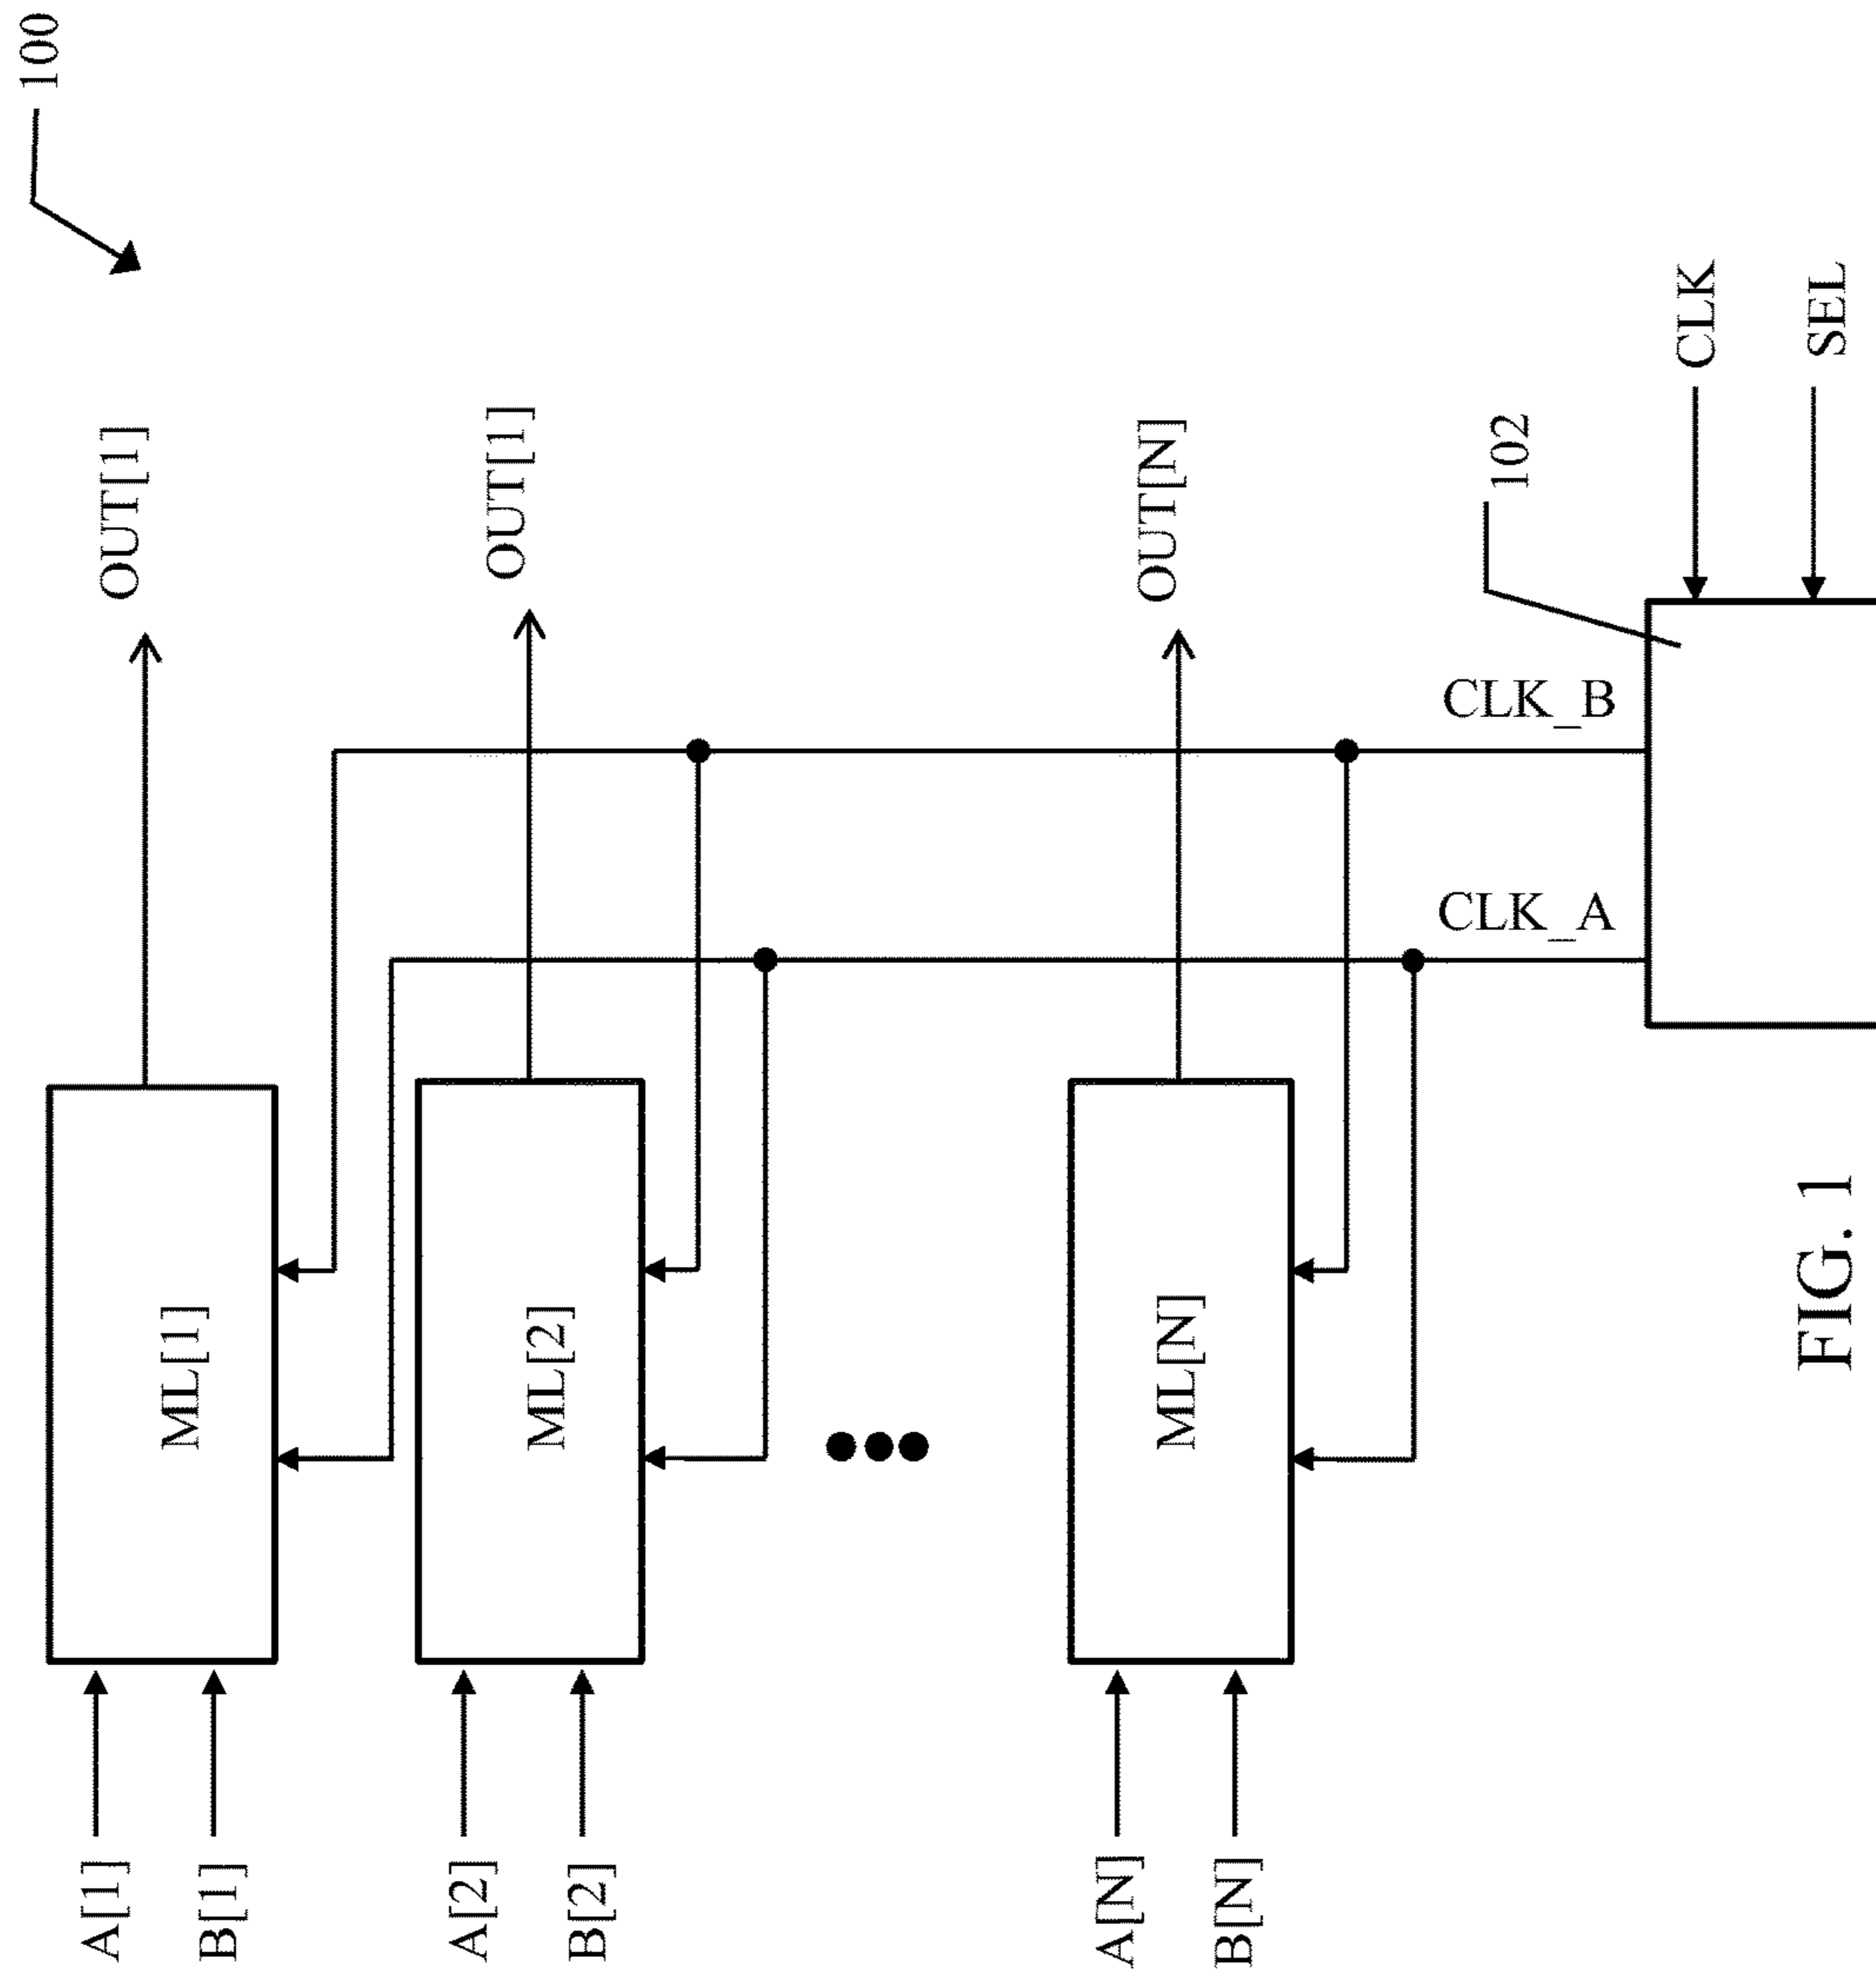 100
OUT[1]
A[1]
B[1]
ML[1]
OUT[1]
A[2]
B[2]
ML[2]
OUT[N]
A[N]
B[N]
ML[N]
CLK_A
CLK_B
102
CLK
SEL
FIG. 1